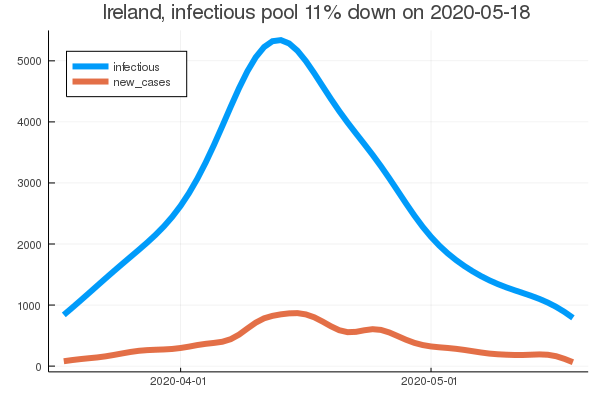 Ireland, infectious pool 11% down on 2020-05-18
infectious
new_cases
5000
4000
3000
2000
1000
0
2020-04-01 2020-05-01